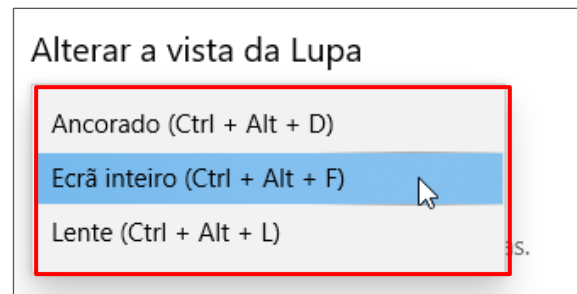 Alterar a vista da Lupa
Ancorado (Ctrl + Alt + D)
Ecrã inteiro (Ctrl + Alt + F)
Lente (Ctrl + Alt + L)